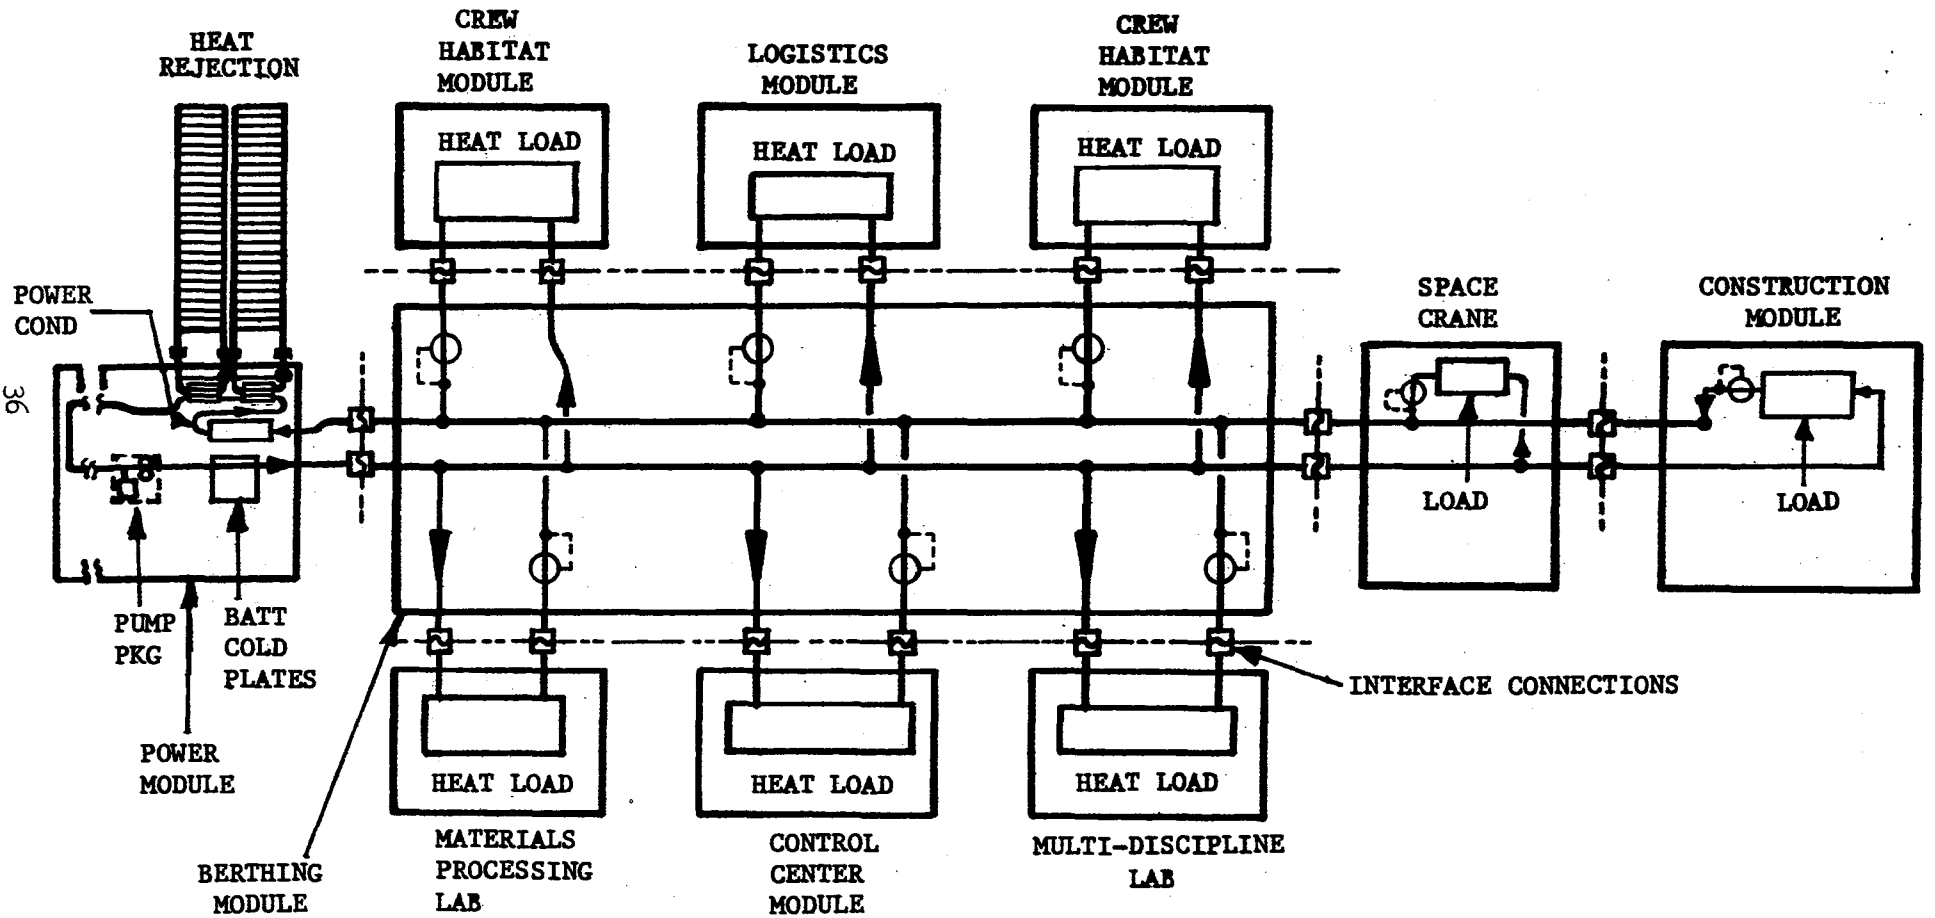 HEAT
REJECTION
CREW
HABITAT
MODULE
LOGISTICS
MODULE
CREW
HABITAT
MODULE
HEAT LOAD
HEAT LOAD
HEAT LOAD
POWER
COND
SPACE
CRANE
CONSTRUCTION
MODULE
36
LOAD
LOAD
PUMP
PKG
BATT
COLD
PLATES
POWER
MODULE
INTERFACE CONNECTIONS
HEAT LOAD
HEAT LOAD
HEAT LOAD
BERTHING
MODULE
MATERIALS
PROCESSING
LAB
CONTROL
CENTER
MODULE
MULTI-DISCIPLINE
LAB